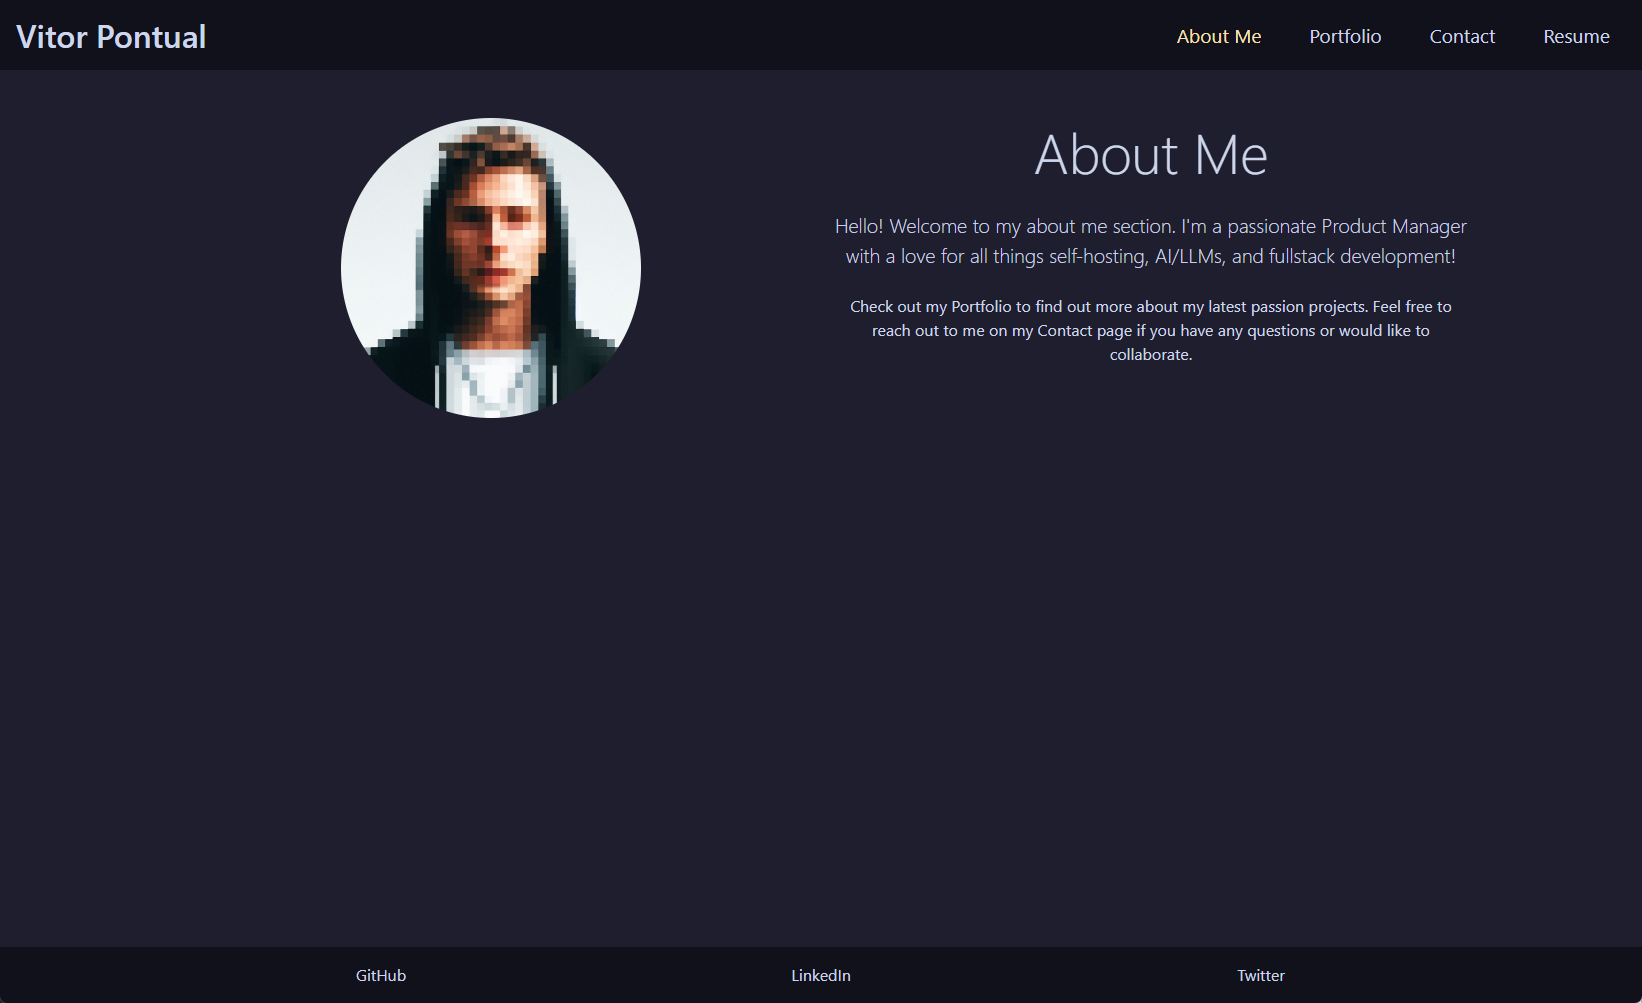 Vitor Pontual
About Me
Portfolio
Contact
Resume
About Me
Hello! Welcome to my about me section. I'm a passionate Product Manager
with a love for all things self-hosting, AI/LLMs, and fullstack development!
Check out my Portfolio to find out more about my latest passion projects. Feel free to
reach out to me on my Contact page if you have any questions or would like to
collaborate.
GitHub
LinkedIn
Twitter